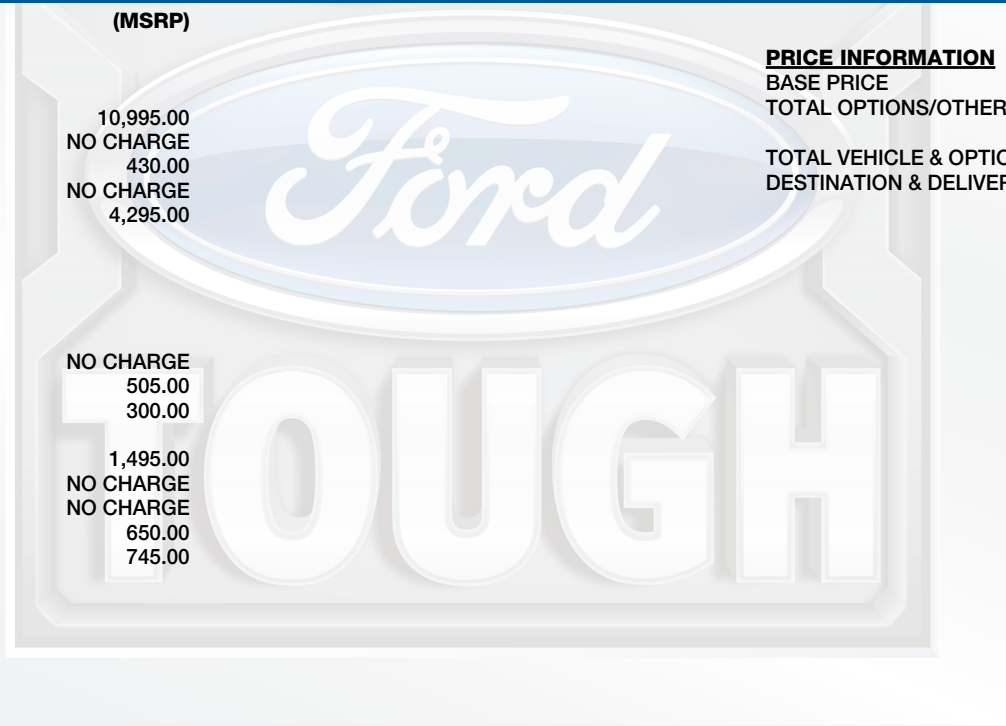 (MSRP)
10,995.00
NO CHARGE
430.00
NO CHARGE
4,295.00
NO CHARGE
505.00
300.00
1,495.00
NO CHARGE
NO CHARGE
650.00
745.00
PRICE INFORMATION
BASE PRICE
TOTAL OPTIONS/OTHER
TOTAL VEHICLE & OPTIO
DESTINATION & DELIVER
Ford
TOUGH